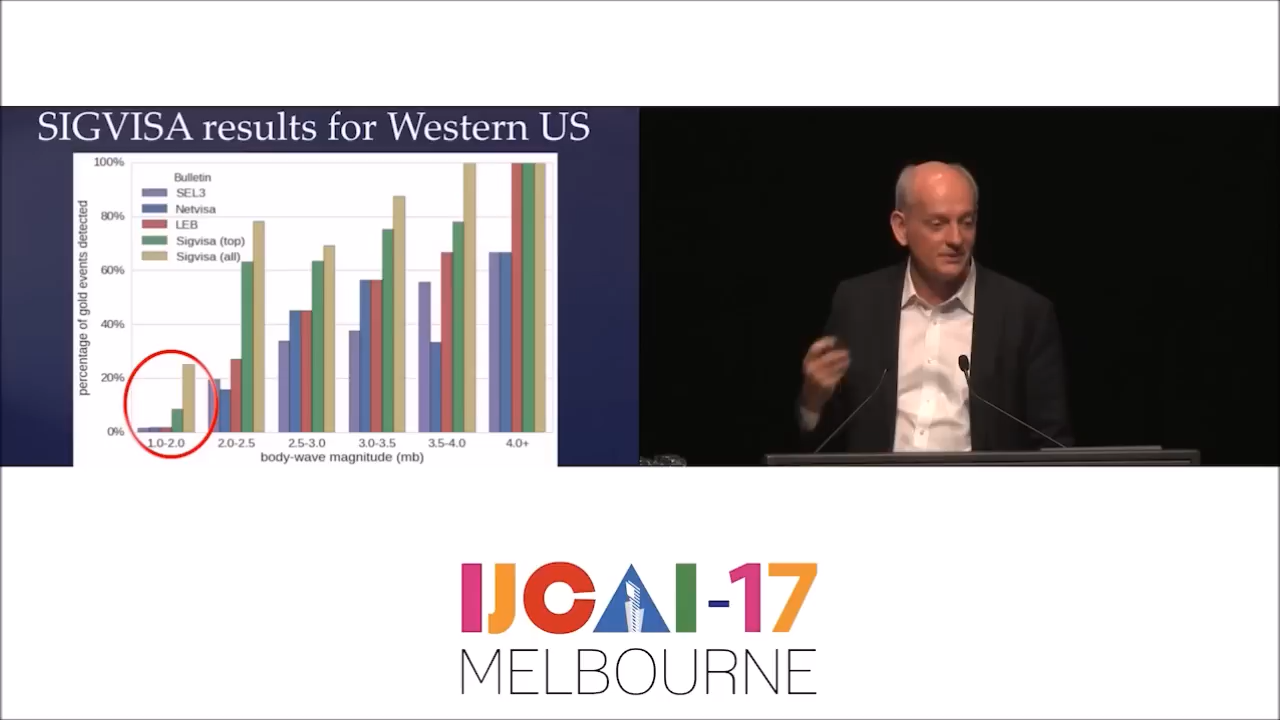 SIGVISA results for Western US
100%
80%
60%
40%
20%
0%
percentage of gold events detected
Bulletin
SEL3
Netvisa
LEB
Sigvisa (top)
Sigvisa (all)
1.0-2.0 2.0-2.5 2.5-3.0 3.0-3.5 3.5-4.0 4.0+
body-wave magnitude (mb)
IJCAI-17
MELBOURNE